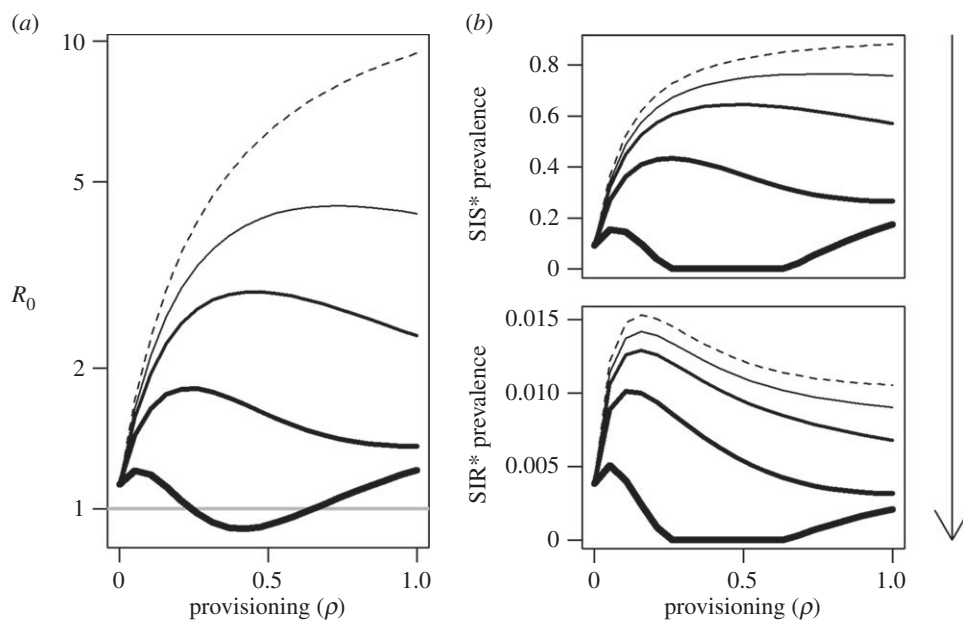 (a)
10
5
R0
2
1
0
0.5
1.0
provisioning (ρ)
(b)
0.8
0.6
0.4
0.2
0
SIS* prevalence
0.015
0.010
0.005
0
SIR* prevalence
0
0.5
1.0
provisioning (ρ)